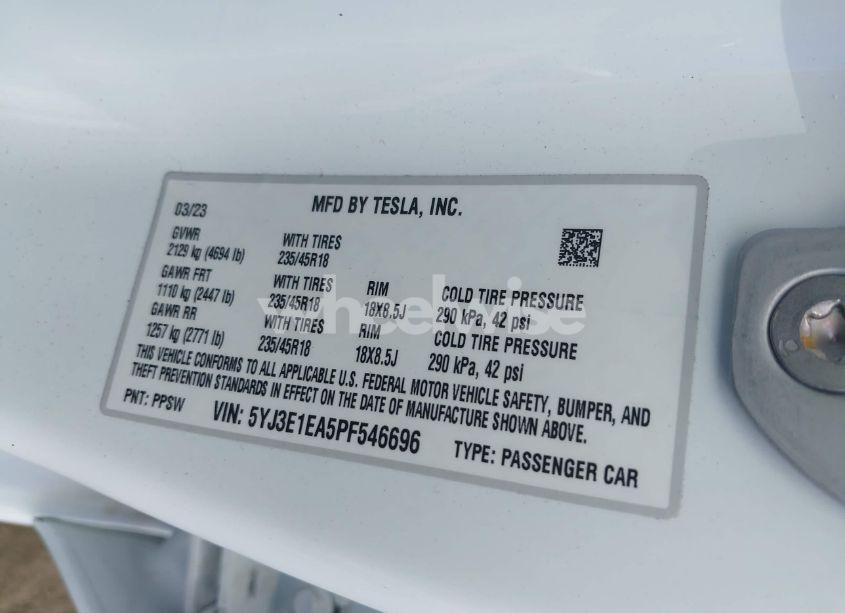 03/23 MFD BY TESLA, INC.
GVWR
2129 kg (4694 lb) WITH TIRES 235/45R18
GAWR FRT
1110 kg (2447 lb) WITH TIRES 235/45R18 RIM 18X8.5J COLD TIRE PRESSURE 290 kPa, 42 psi
GAWR RR
1257 kg (2771 lb) WITH TIRES 235/45R18 RIM 18X8.5J COLD TIRE PRESSURE 290 kPa, 42 psi
THIS VEHICLE CONFORMS TO ALL APPLICABLE U.S. FEDERAL MOTOR VEHICLE SAFETY, BUMPER, AND
THEFT PREVENTION STANDARDS IN EFFECT ON THE DATE OF MANUFACTURE SHOWN ABOVE.
PNT: PPSW VIN: 5YJ3E1EA5PF546696 TYPE: PASSENGER CAR
wheelwise